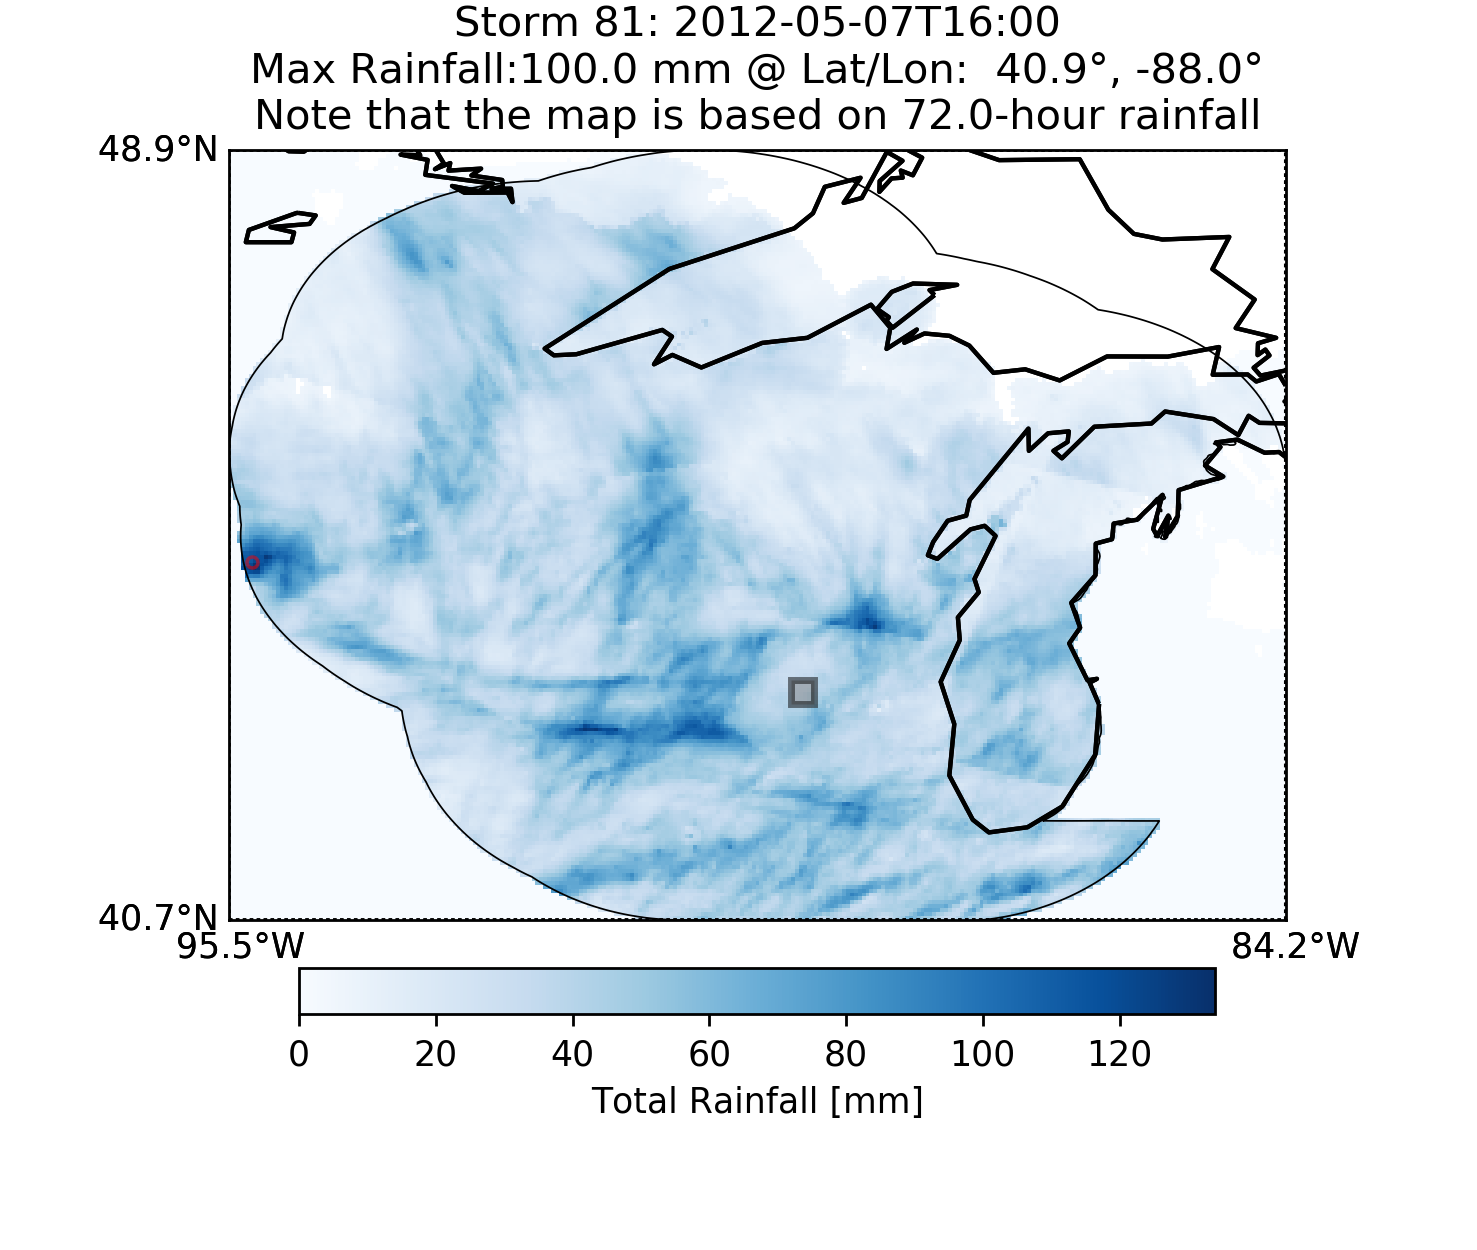 Storm 81: 2012-05-07T16:00
Max Rainfall:100.0 mm @ Lat/Lon:  40.9°, -88.0°
Note that the map is based on 72.0-hour rainfall
48.9°N
40.7°N
95.5°W 84.2°W
0 20 40 60 80 100 120
Total Rainfall [mm]